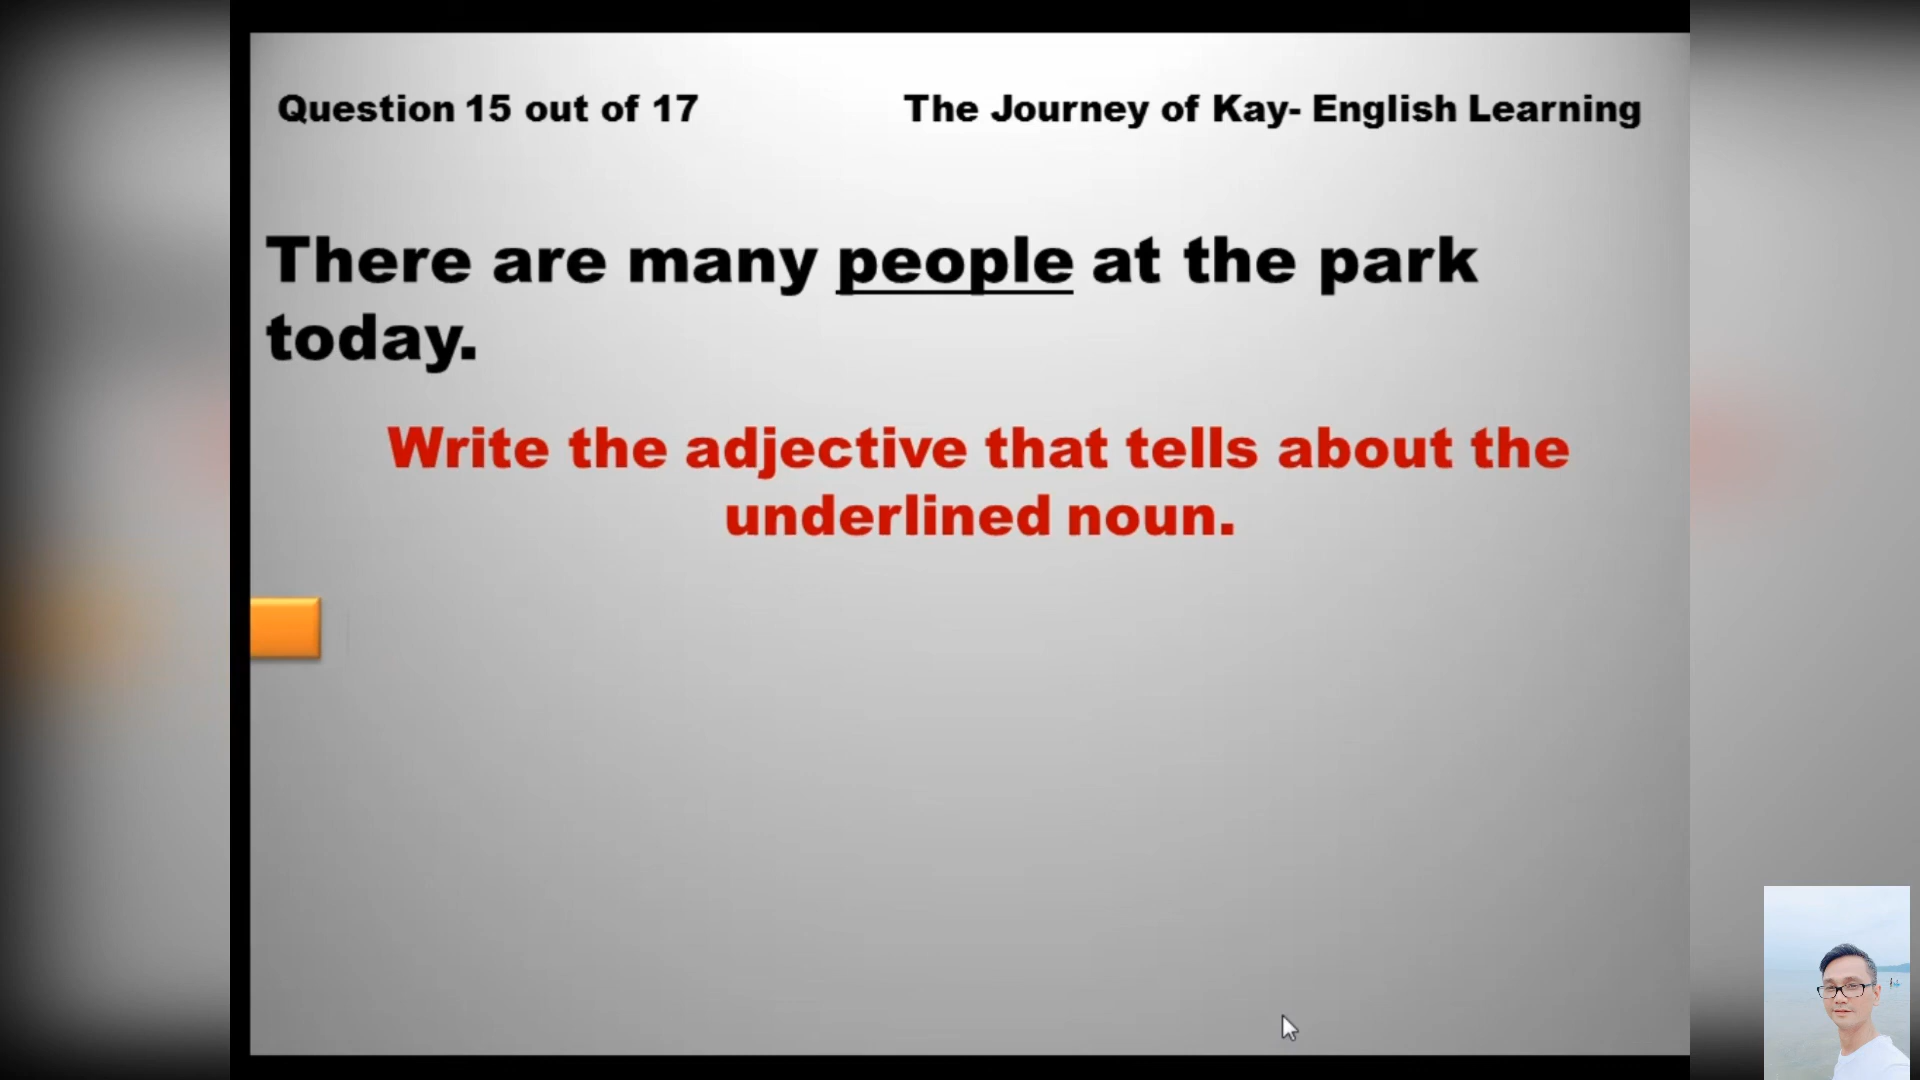 Question 15 out of 17
The Journey of Kay- English Learning
There are many people at the park
today.
Write the adjective that tells about the
underlined noun.